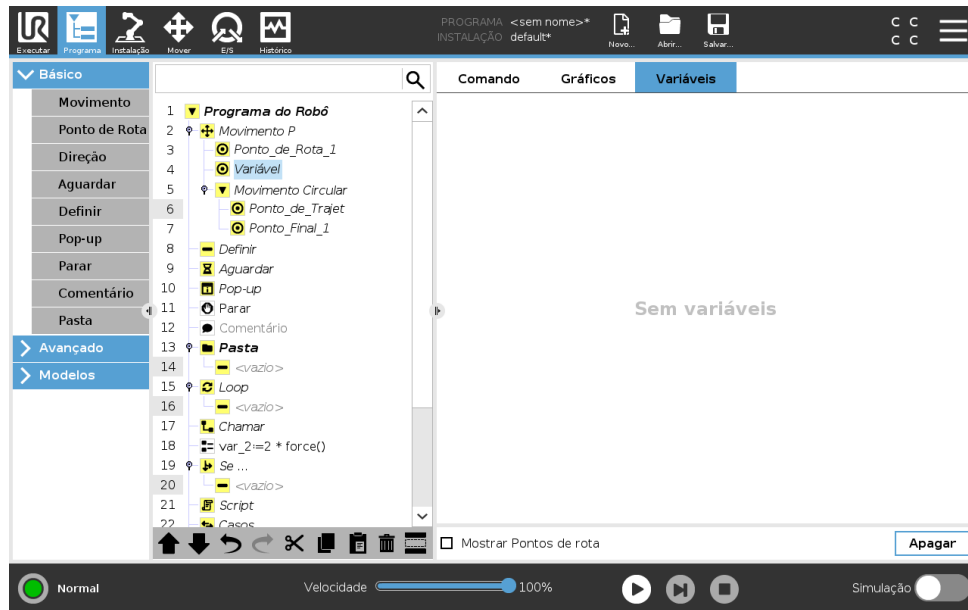 PROGRAMA <sem nome>*
INSTALAÇÃO default*
Executar Programa Instalação Mover E/S Histórico Novo... Abrir... Salvar...
C C
C C
Básico
Movimento
Ponto de Rota
Direção
Aguardar
Definir
Pop-up
Parar
Comentário
Pasta
Avançado
Modelos
1 Programa do Robô
2 Movimento P
3 Ponto_de_Rota_1
4 Variável
5 Movimento Circular
6 Ponto_de_Trajet
7 Ponto_Final_1
8 Definir
9 Aguardar
10 Pop-up
11 Parar
12 Comentário
13 Pasta
14 <vazio>
15 Loop
16 <vazio>
17 Chamar
18 var_2:=2 * force()
19 Se ...
20 <vazio>
21 Script
22 Casos
Comando Gráficos Variáveis
Sem variáveis
Mostrar Pontos de rota Apagar
Normal Velocidade 100% Simulação